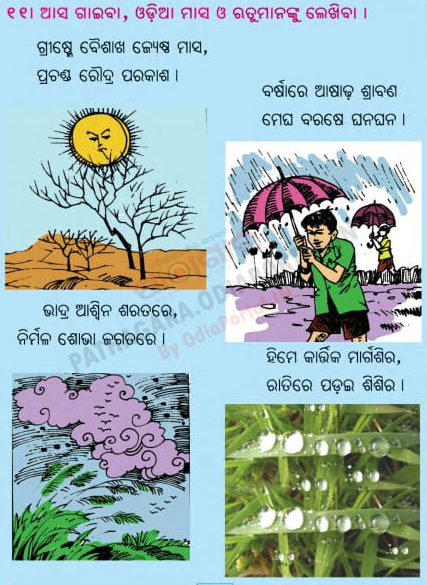 ୧୧। ଆସ ଗାଇବା, ଓଡ଼ିଆ ମାସ ଓ ଋତୁମାନଙ୍କୁ ଲେଖିବା ।
ଗ୍ରୀଷ୍ମେ ବୈଶାଖ ଜ୍ୟେଷ୍ଠ ମାସ,
ପ୍ରଚଣ୍ଡ ରୌଦ୍ର ପରକାଶ ।
ବର୍ଷାରେ ଆଷାଢ଼ ଶ୍ରାବଣ
ମେଘ ବରଷେ ଘନଘନ ।
ଭାଦ୍ର ଆଶ୍ୱିନ ଶରତରେ,
ନିର୍ମଳ ଶୋଭା ଜଗତରେ ।
ହିମେ କାର୍ତ୍ତିକ ମାର୍ଗଶିର,
ରାତିରେ ପଡ଼ଇ ଶିଶିର ।